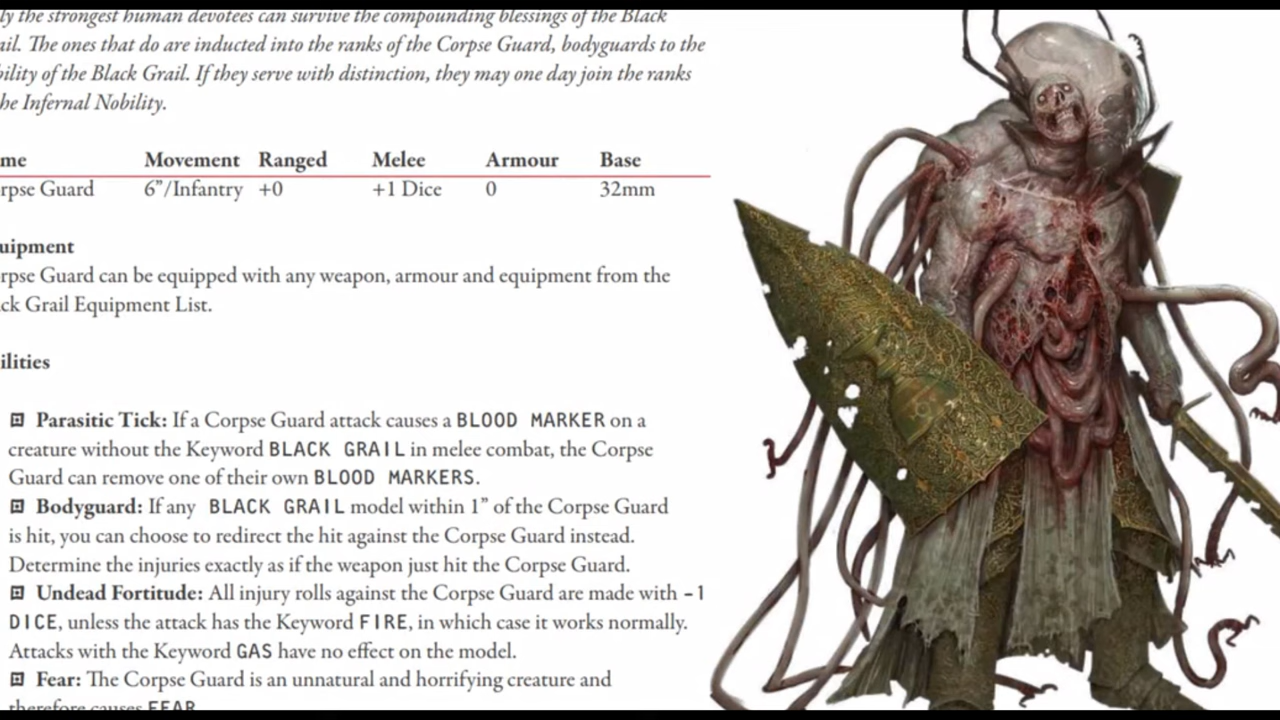 ly the strongest human devotees can survive the compounding blessings of the Black
ail. The ones that do are inducted into the ranks of the Corpse Guard, bodyguards to the
bility of the Black Grail. If they serve with distinction, they may one day join the ranks
he Infernal Nobility.
me Movement Ranged Melee Armour Base
rpse Guard 6”/Infantry +0 +1 Dice 0 32mm
uipment
rpse Guard can be equipped with any weapon, armour and equipment from the
ck Grail Equipment List.
ilities
Parasitic Tick: If a Corpse Guard attack causes a BLOOD MARKER on a
creature without the Keyword BLACK GRAIL in melee combat, the Corpse
Guard can remove one of their own BLOOD MARKERS.
Bodyguard: If any BLACK GRAIL model within 1” of the Corpse Guard
is hit, you can choose to redirect the hit against the Corpse Guard instead.
Determine the injuries exactly as if the weapon just hit the Corpse Guard.
Undead Fortitude: All injury rolls against the Corpse Guard are made with -1
DICE, unless the attack has the Keyword FIRE, in which case it works normally.
Attacks with the Keyword GAS have no effect on the model.
Fear: The Corpse Guard is an unnatural and horrifying creature and
therefore causes FEAR